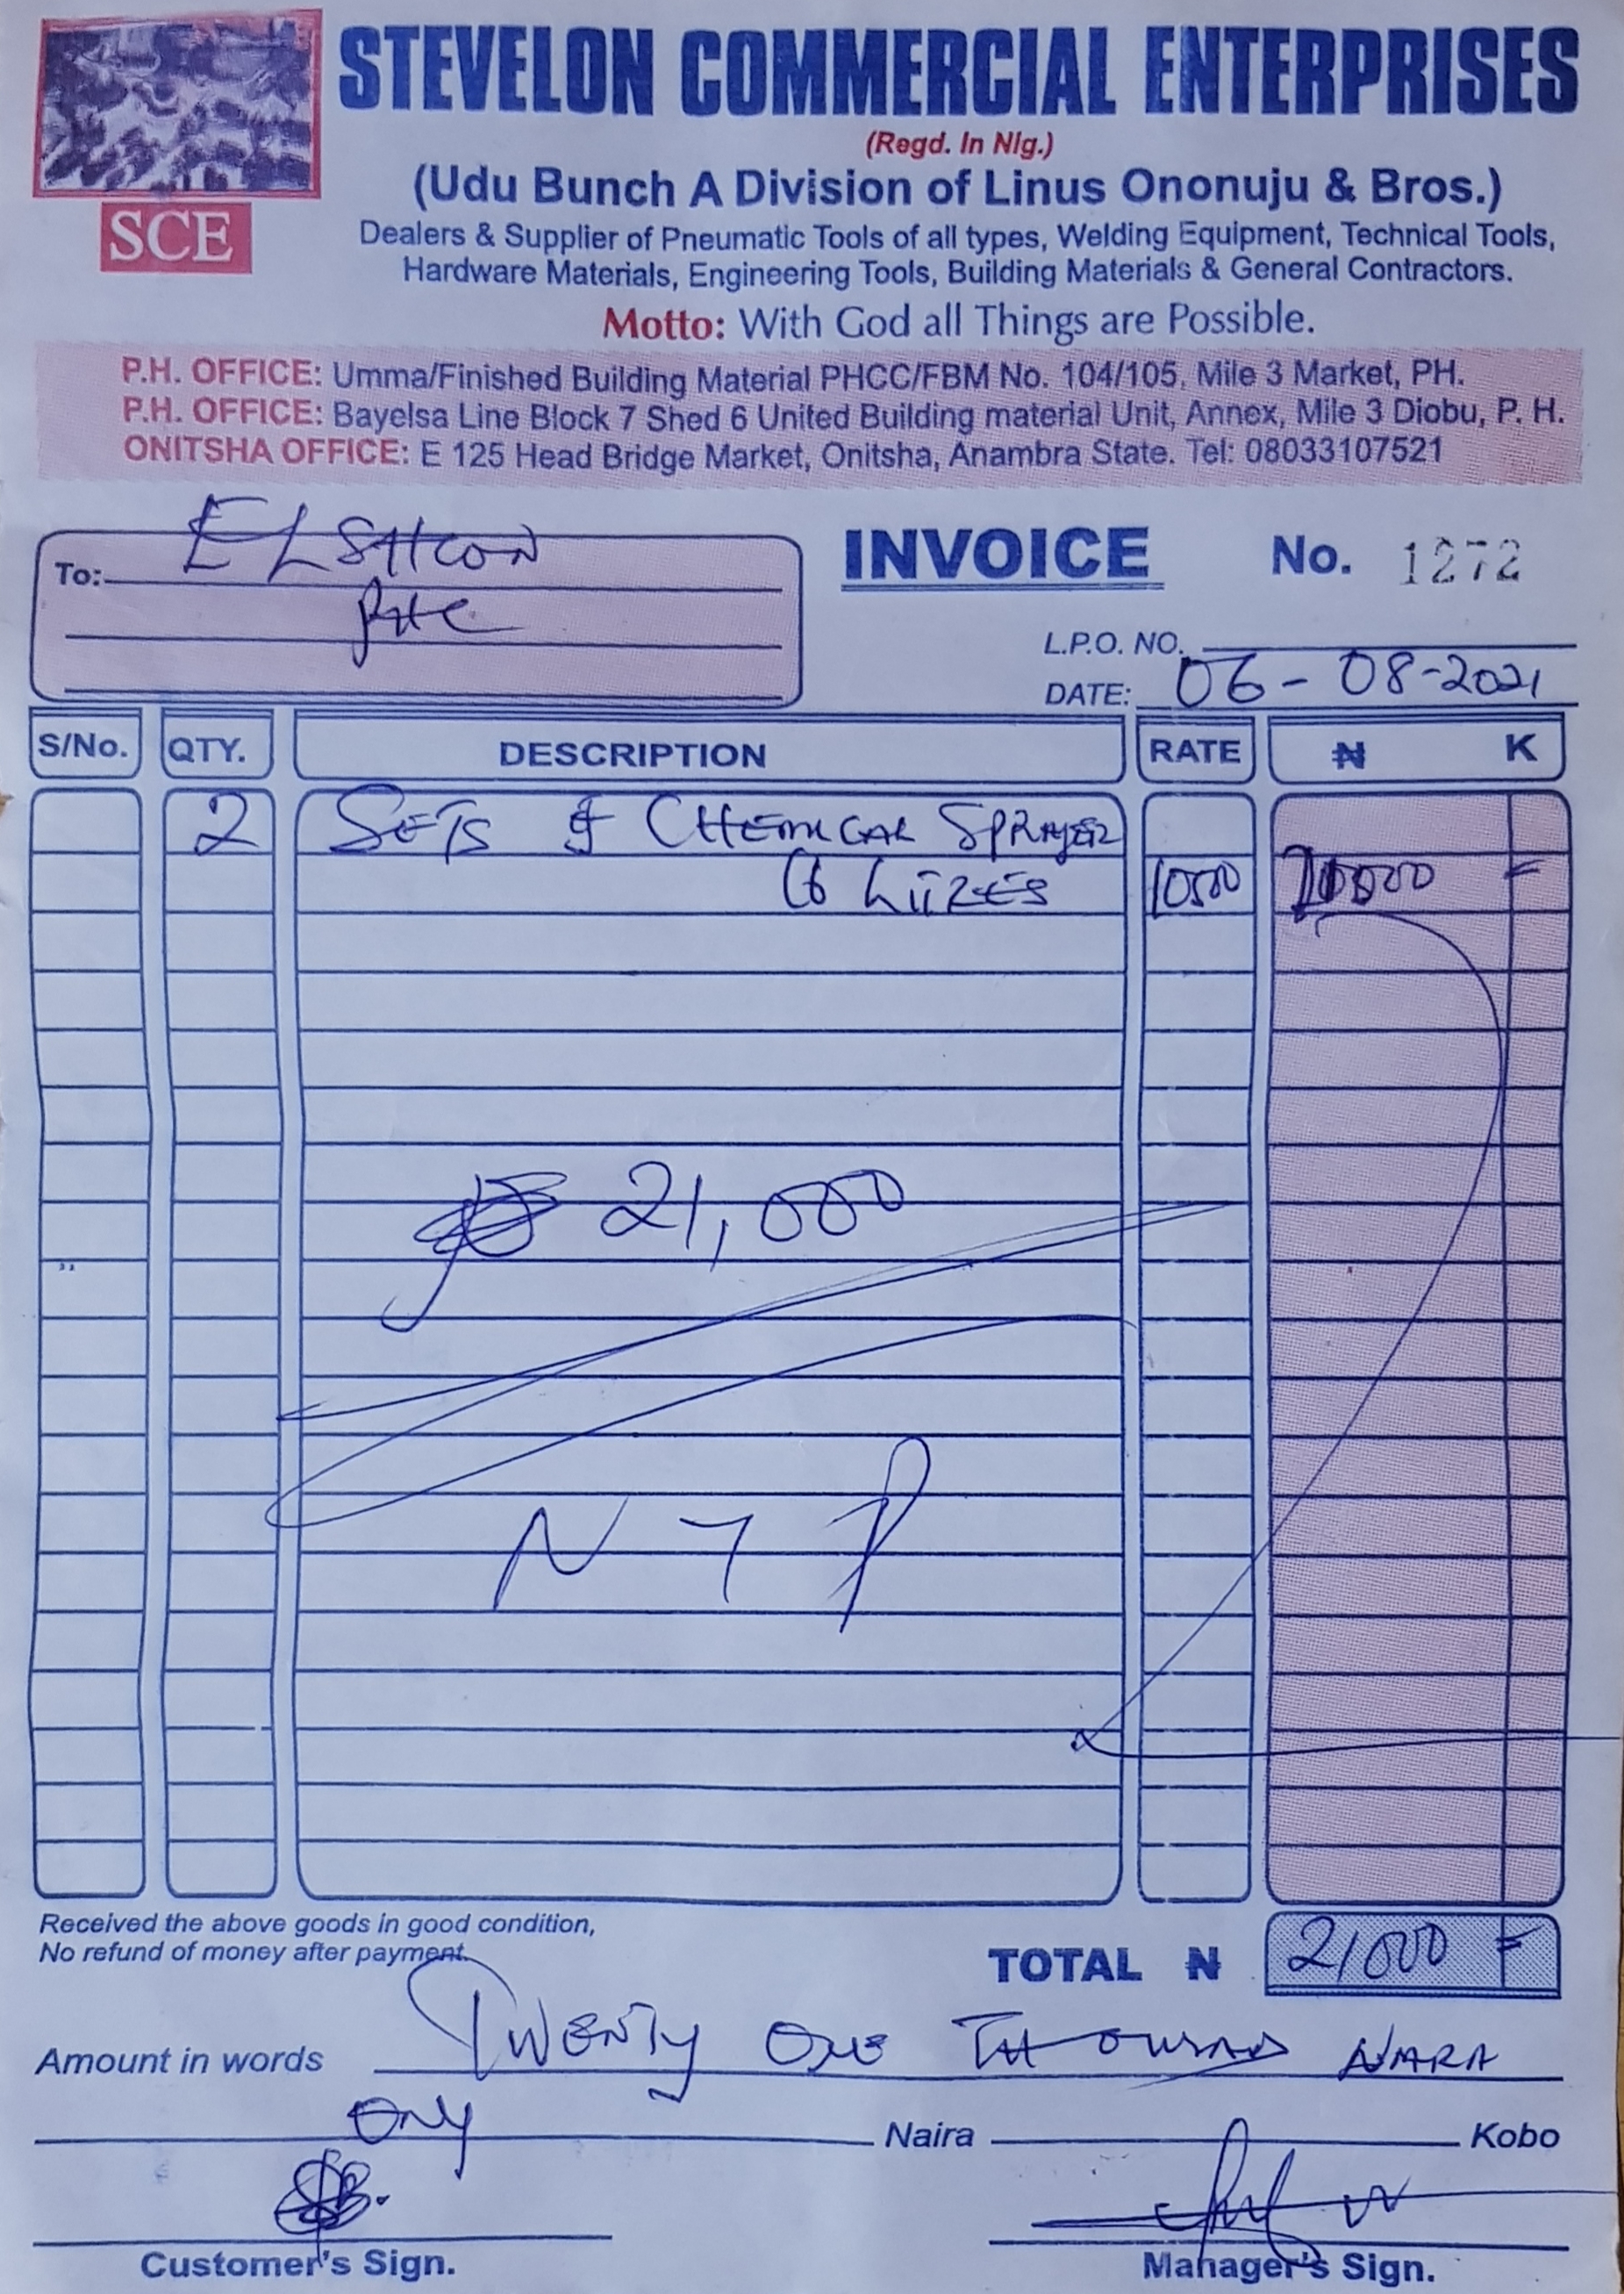 STEVELON COMMERCIAL ENTERPRISES
(Regd. In Nig.)
(Udu Bunch A Division of Linus Ononuju & Bros.)
SCE
Dealers & Supplier of Pneumatic Tools of all types, Welding Equipment, Technical Tools,
Hardware Materials, Engineering Tools, Building Materials & General Contractors.
Motto: With God all Things are Possible.
P.H. OFFICE: Umma/Finished Building Material PHCC/FBM No. 104/105, Mile 3 Market, PH.
P.H. OFFICE: Bayelsa Line Block 7 Shed 6 United Building material Unit, Annex, Mile 3 Diobu, P. H.
ONITSHA OFFICE: E 125 Head Bridge Market, Onitsha, Anambra State. Tel: 08033107521
To: ELSHCON
PHC
INVOICE No. 1272
L.P.O. NO.
DATE: 06-08-2021
S/No. QTY. DESCRIPTION RATE ₦ K
2 SETS of CHEMICAL SPRAYER
16 LITRES 10500
21,000
Received the above goods in good condition,
No refund of money after payment.
TOTAL ₦ 21000 =
Amount in words TWENTY ONE THOUSAND NARA
ONLY Naira Kobo
Customer's Sign. Manager's Sign.